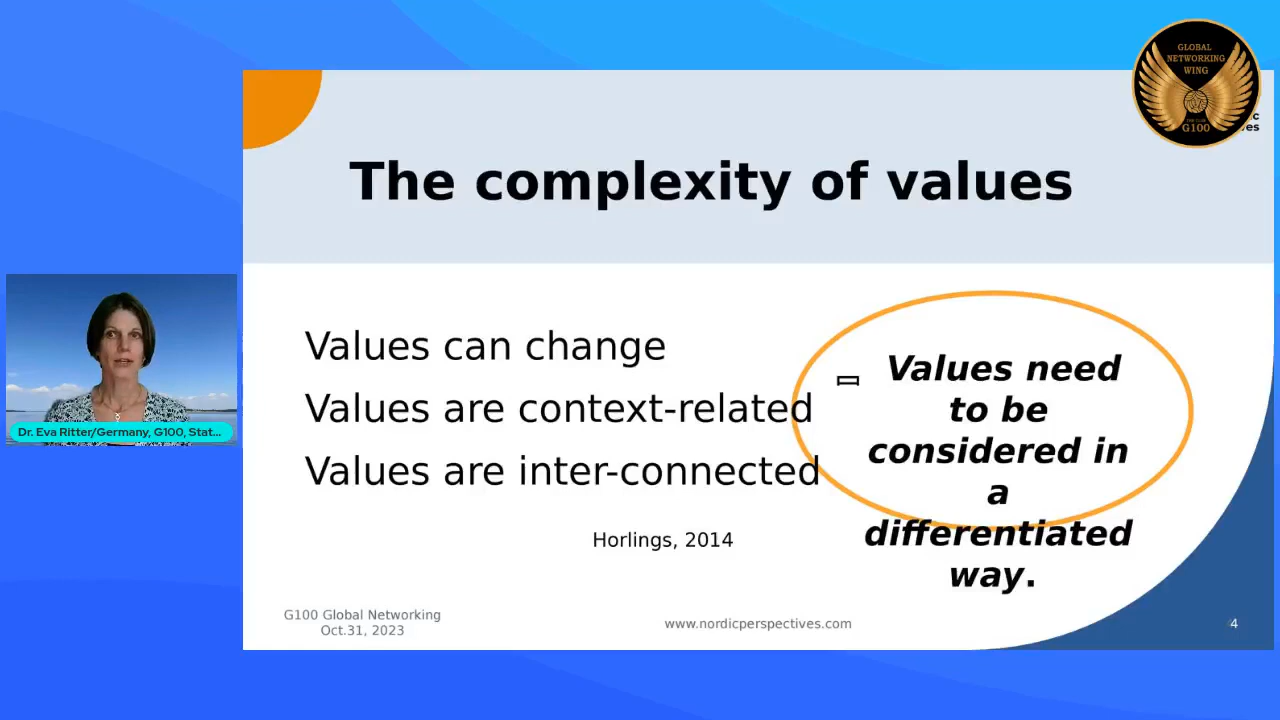 GLOBAL
NETWORKING
WING
G100
The complexity of values
Values can change
Values are context-related
Values are inter-connected
Horlings, 2014
Values need
to be
considered in
a
differentiated
way.
Dr. Eva Ritter/Germany, G100, Stat...
G100 Global Networking
Oct.31, 2023
www.nordicperspectives.com
4